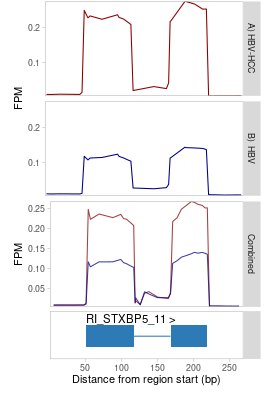 0.2
0.1
A) HBV-HCC
FPM
0.2
0.1
B) HBV
0.25
0.20
0.15
0.10
0.05
FPM
Combined
RI_STXBP5_11 >
50 100 150 200 250
Distance from region start (bp)